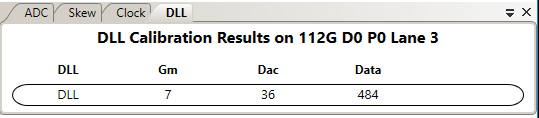 ADC Skew Clock DLL
DLL Calibration Results on 112G D0 P0 Lane 3
DLL Gm Dac Data
DLL 7 36 484